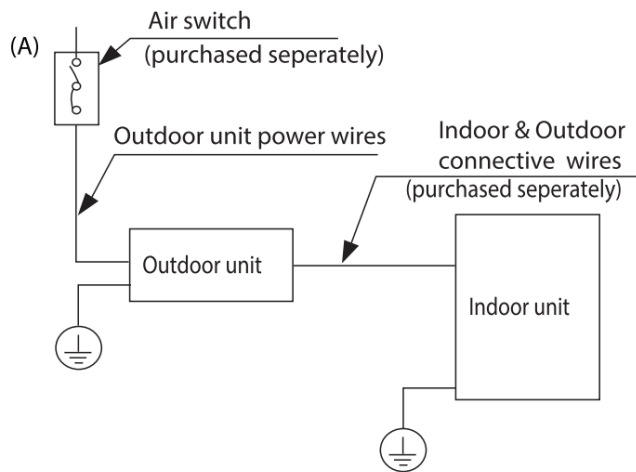 (A)
Air switch
(purchased seperately)
Outdoor unit power wires
Indoor & Outdoor
connective wires
(purchased seperately)
Outdoor unit
Indoor unit